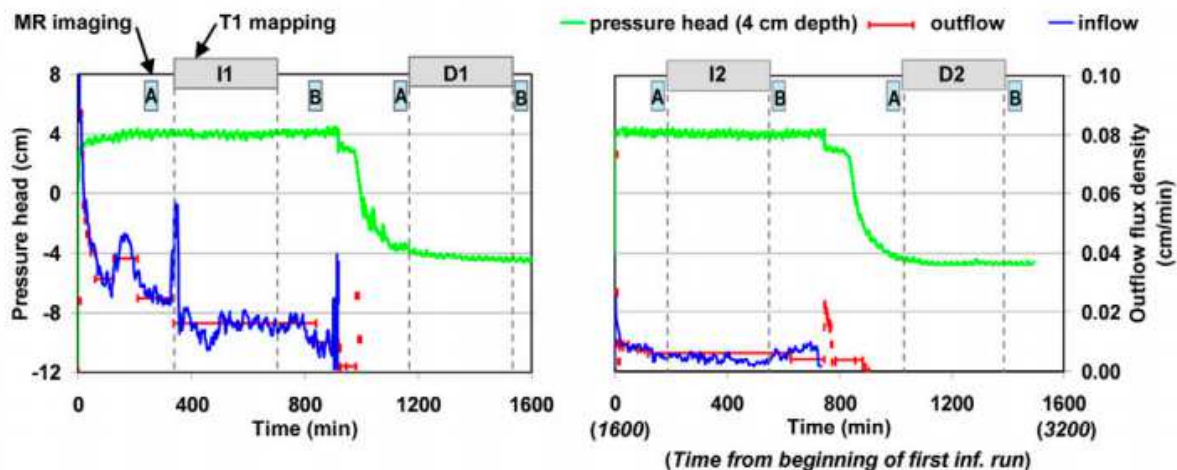 MR imaging
T1 mapping
pressure head (4 cm depth)
outflow
inflow
8
4
0
-4
-8
-12
Pressure head (cm)
A
I1
B
A
D1
B
0
400
800
1200
1600
Time (min)
A
I2
B
A
D2
B
0.10
0.08
0.06
0.04
0.02
0.00
Outflow flux density
(cm/min)
0
400
800
1200
1600
(1600)
Time (min)
(3200)
(Time from beginning of first inf. run)